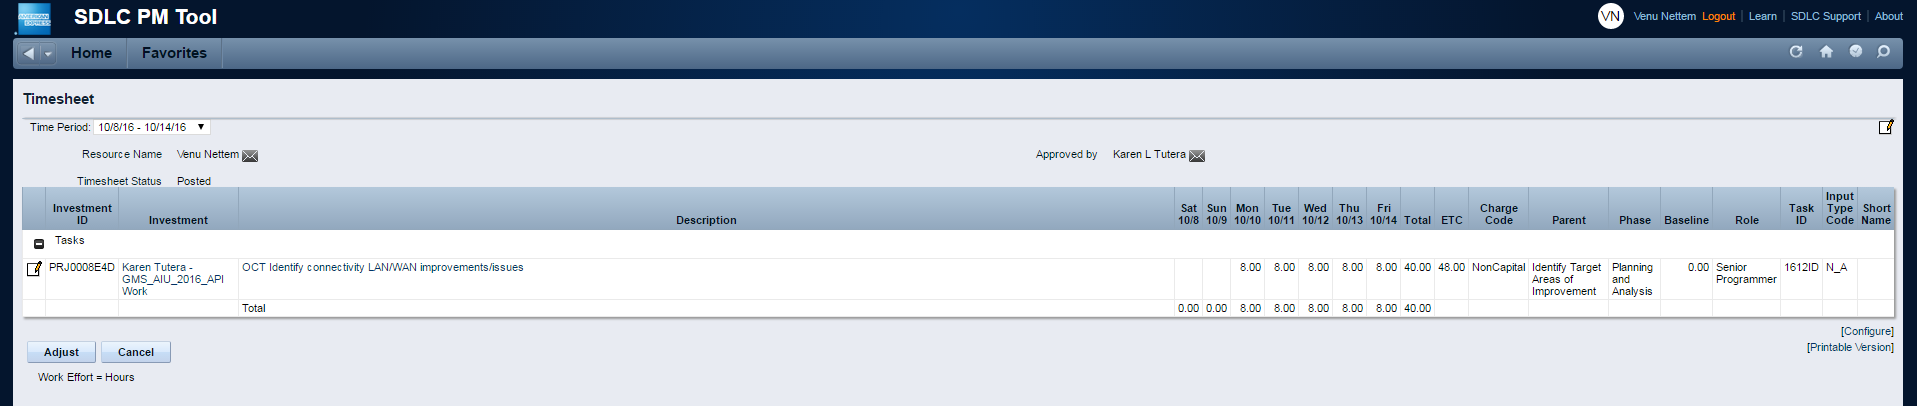 AMERICAN EXPRESS
SDLC PM Tool
VN Venu Nettem Logout | Learn | SDLC Support | About
Home Favorites
Timesheet
Time Period: 10/8/16 - 10/14/16
Resource Name Venu Nettem Approved by Karen L Tutera
Timesheet Status Posted
Investment ID Investment Description Sat 10/8 Sun 10/9 Mon 10/10 Tue 10/11 Wed 10/12 Thu 10/13 Fri 10/14 Total ETC Charge Code Parent Phase Baseline Role Task ID Input Type Code Short Name
Tasks
PRJ0008E4D Karen Tutera - GMS_AIU_2016_API Work OCT Identify connectivity LAN/WAN improvements/issues 8.00 8.00 8.00 8.00 8.00 40.00 48.00 NonCapital Identify Target Areas of Improvement Planning and Analysis 0.00 Senior Programmer 1612ID N_A
Total 0.00 0.00 8.00 8.00 8.00 8.00 8.00 40.00
[Configure]
[Printable Version]
Adjust Cancel
Work Effort = Hours